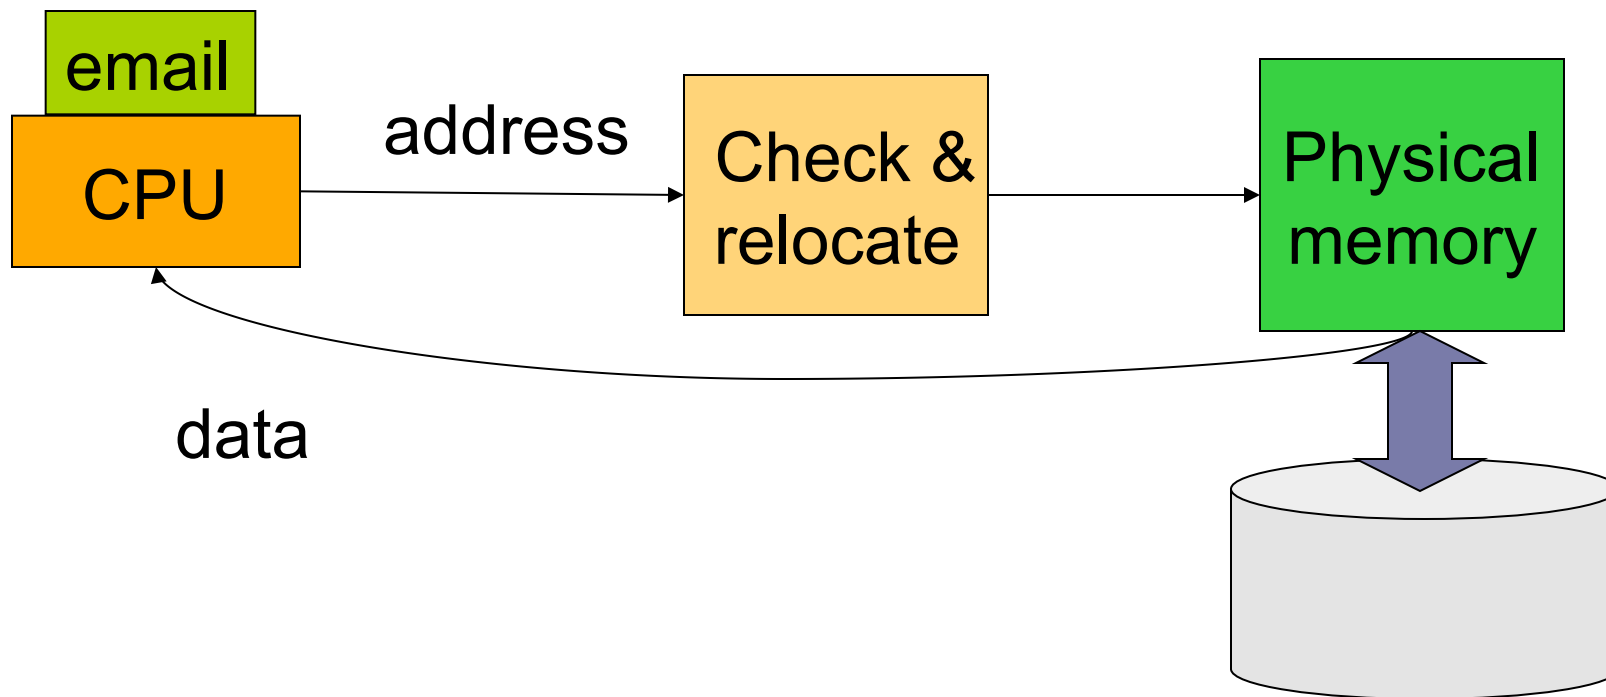 email
CPU
address
Check &
relocate
Physical
memory
data